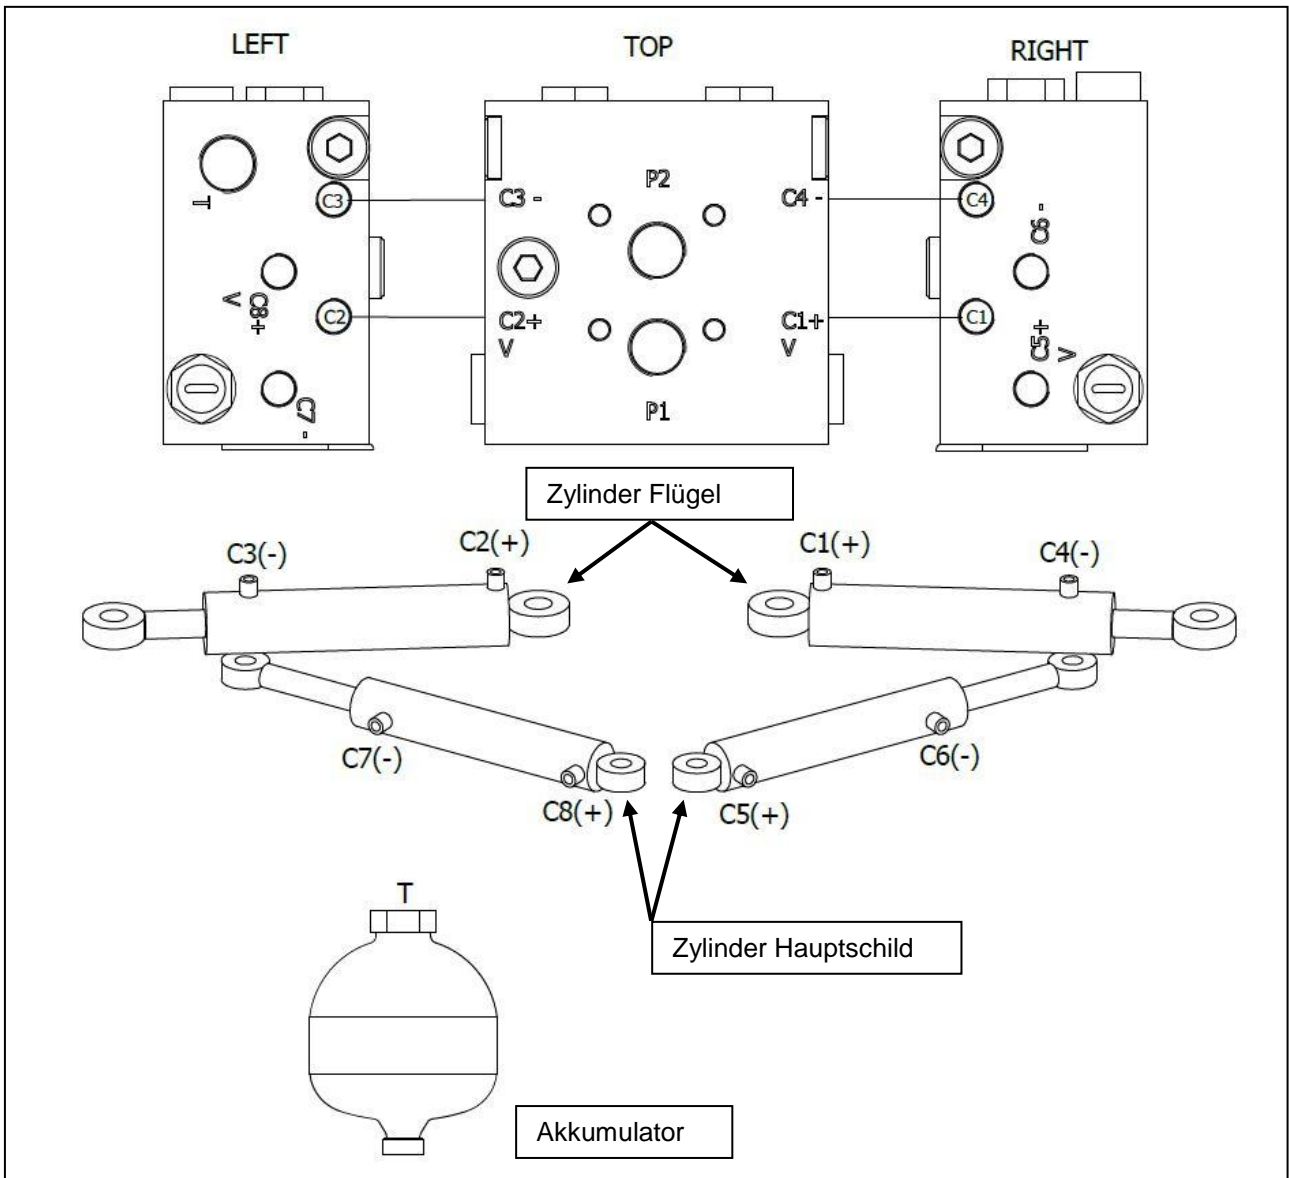 LEFT
TOP
RIGHT
T
C3
C8+
V
C2
C7 -
C3 -
P2
C4 -
C2+
V
C1+
V
P1
C4
C6 -
C1
C5+
V
Zylinder Flügel
C3(-)
C2(+)
C1(+)
C4(-)
C7(-)
C8(+)
C5(+)
C6(-)
T
Zylinder Hauptschild
Akkumulator